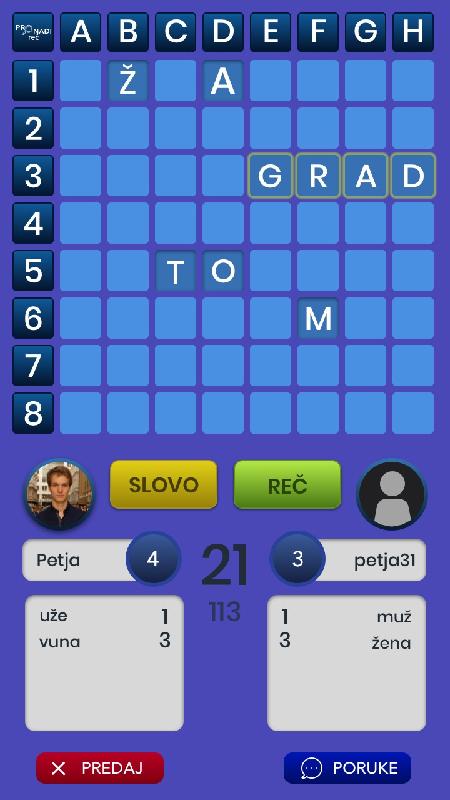 PRONAĐI
reč
A B C D E F G H
1 Ž A
2
3 G R A D
4
5 T O
6 M
7
8
SLOVO REČ
Petja 4 21 3 petja31
113
uže 1 1 muž
vuna 3 3 žena
PREDAJ PORUKE